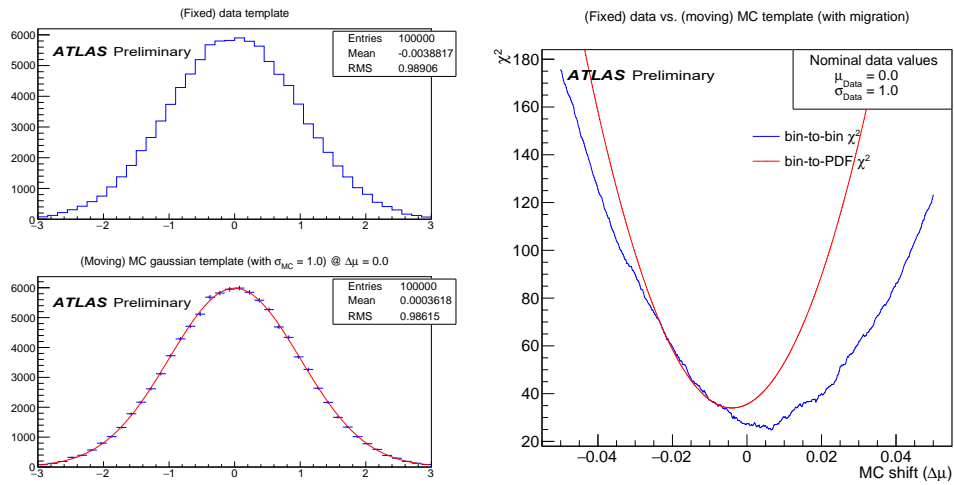 (Fixed) data template
ATLAS Preliminary
Entries 100000
Mean -0.0038817
RMS 0.98906
6000
5000
4000
3000
2000
1000
0
−3 −2 −1 0 1 2 3
(Moving) MC gaussian template (with σMC = 1.0) @ Δμ = 0.0
ATLAS Preliminary
Entries 100000
Mean 0.0003618
RMS 0.98615
6000
5000
4000
3000
2000
1000
0
−3 −2 −1 0 1 2 3
(Fixed) data vs. (moving) MC template (with migration)
χ²
ATLAS Preliminary
Nominal data values
μData = 0.0
σData = 1.0
bin-to-bin χ²
bin-to-PDF χ²
180
160
140
120
100
80
60
40
20
−0.04 −0.02 0 0.02 0.04
MC shift (Δμ)